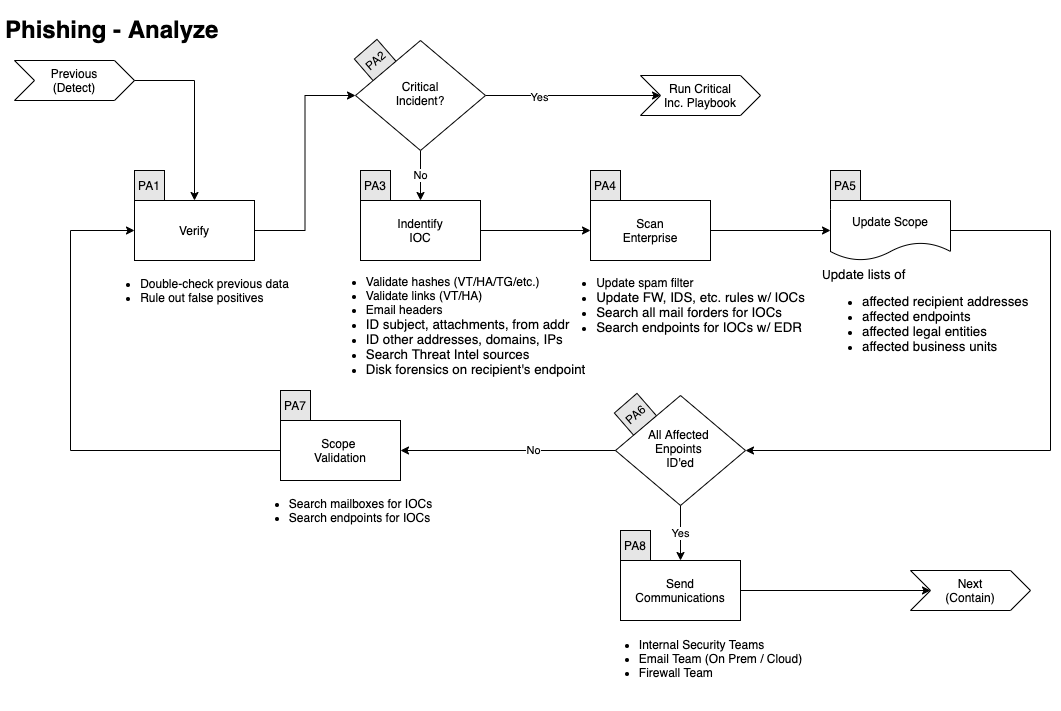 Phishing - Analyze
Previous
(Detect)
PA2
Critical
Incident?
Yes
Run Critical
Inc. Playbook
No
PA1
Verify
• Double-check previous data
• Rule out false positives
PA3
Indentify
IOC
• Validate hashes (VT/HA/TG/etc.)
• Validate links (VT/HA)
• Email headers
• ID subject, attachments, from addr
• ID other addresses, domains, IPs
• Search Threat Intel sources
• Disk forensics on recipient's endpoint
PA4
Scan
Enterprise
• Update spam filter
• Update FW, IDS, etc. rules w/ IOCs
• Search all mail forders for IOCs
• Search endpoints for IOCs w/ EDR
PA5
Update Scope
Update lists of
• affected recipient addresses
• affected endpoints
• affected legal entities
• affected business units
PA6
All Affected
Enpoints
ID'ed
No
PA7
Scope
Validation
• Search mailboxes for IOCs
• Search endpoints for IOCs
Yes
PA8
Send
Communications
• Internal Security Teams
• Email Team (On Prem / Cloud)
• Firewall Team
Next
(Contain)